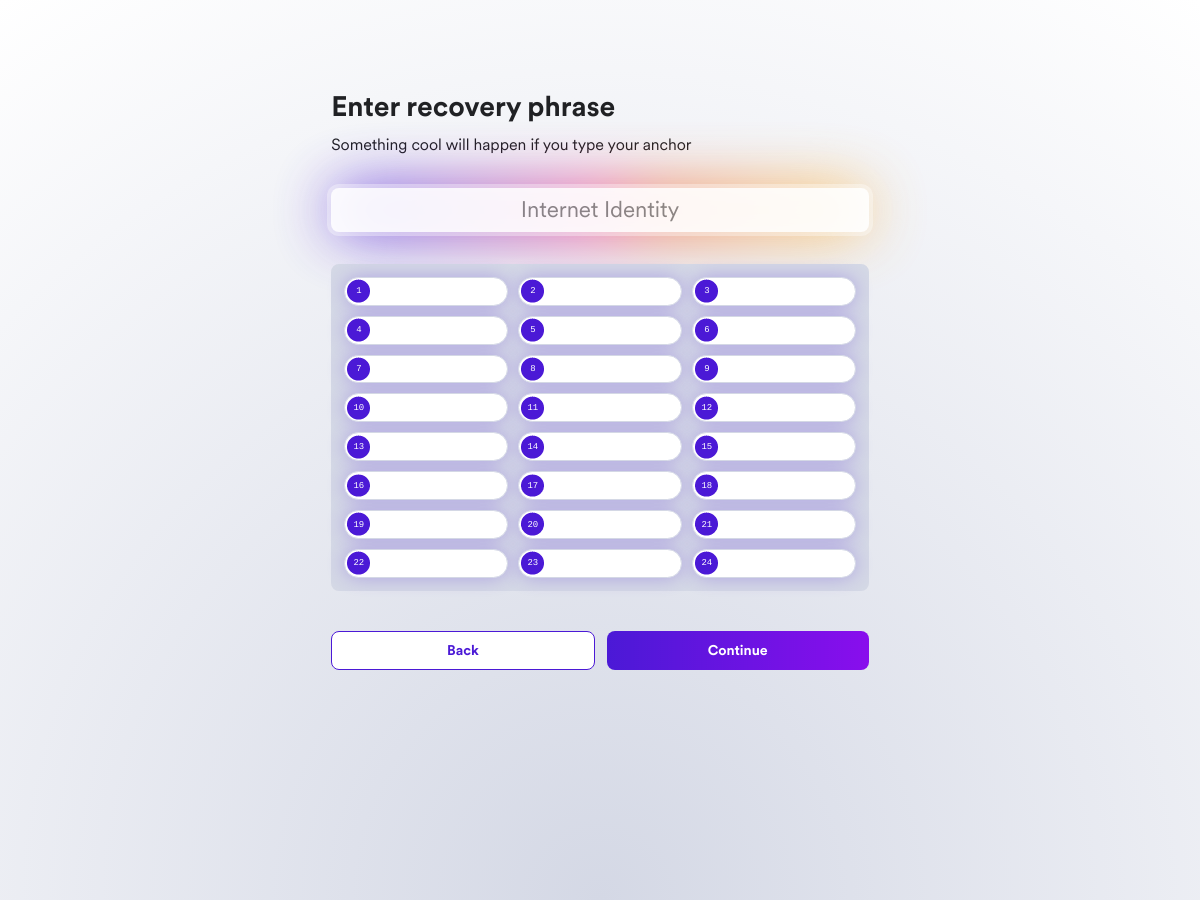 Enter recovery phrase
Something cool will happen if you type your anchor
Internet Identity
1 2 3
4 5 6
7 8 9
10 11 12
13 14 15
16 17 18
19 20 21
22 23 24
Back Continue